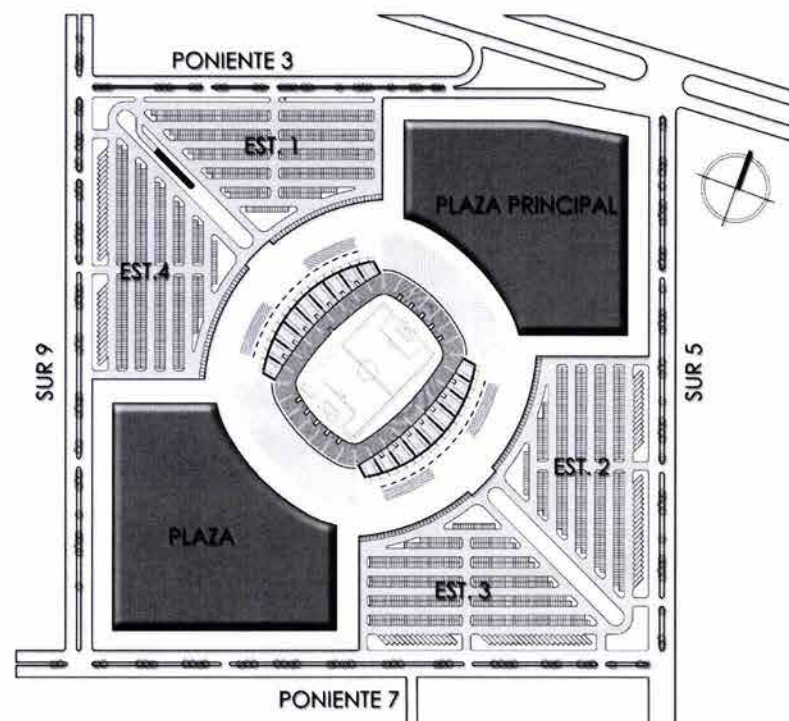 PONIENTE 3
EST. 1
PLAZA PRINCIPAL
EST.4
SUR 9
SUR 5
EST. 2
PLAZA
EST. 3
PONIENTE 7